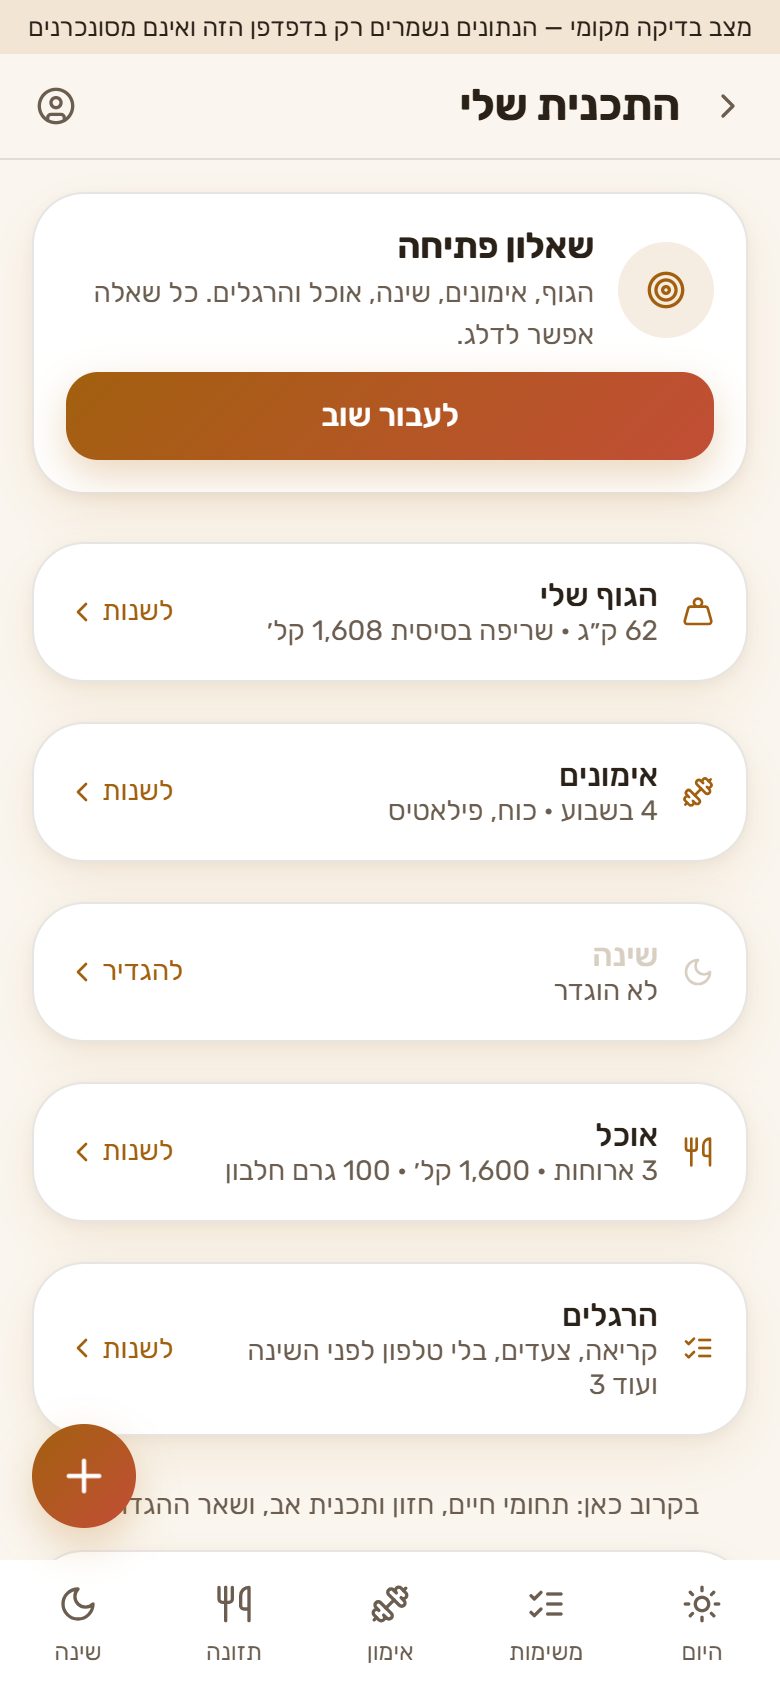 מצב בדיקה מקומי – הנתונים נשמרים רק בדפדפן הזה ואינם מסונכרנים
התכנית שלי
שאלון פתיחה
הגוף, אימונים, שינה, אוכל והרגלים. כל שאלה
אפשר לדלג.
לעבור שוב
הגוף שלי
62 ק״ג • שריפה בסיסית 1,608 קל׳
לשנות
אימונים
4 בשבוע • כוח, פילאטיס
לשנות
שינה
לא הוגדר
להגדיר
אוכל
3 ארוחות • 1,600 קל׳ • 100 גרם חלבון
לשנות
הרגלים
קריאה, צעדים, בלי טלפון לפני השינה
ועוד 3
לשנות
בקרוב כאן: תחומי חיים, חזון ותכנית אב, ושאר
היום
משימות
אימון
תזונה
שינה